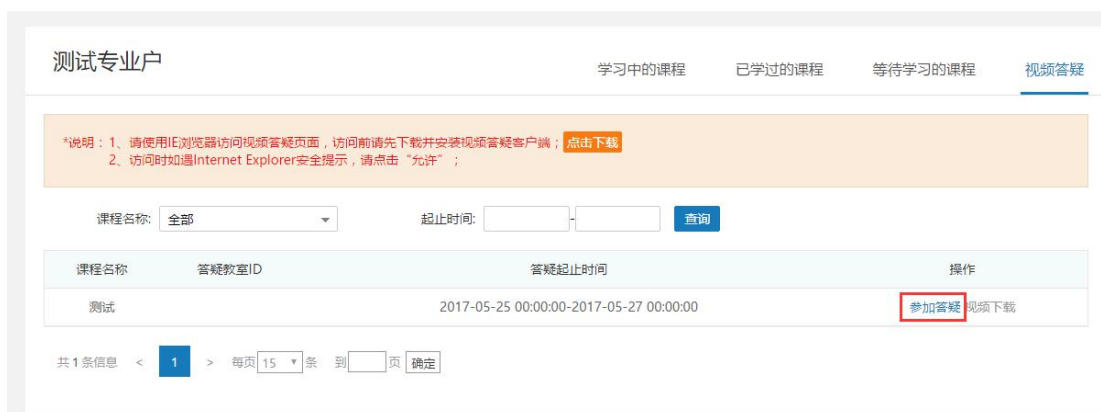 测试专业户
学习中的课程 已学过的课程 等待学习的课程 视频答疑
*说明：1、请使用IE浏览器访问视频答疑页面，访问前请先下载并安装视频答疑客户端；点击下载
2、访问时如遇Internet Explorer安全提示，请点击“允许”；
课程名称: 全部 起止时间: - 查询
课程名称 答疑教室ID 答疑起止时间 操作
测试 2017-05-25 00:00:00-2017-05-27 00:00:00 参加答疑 视频下载
共1条信息 < 1 > 每页 15 条 到 页 确定